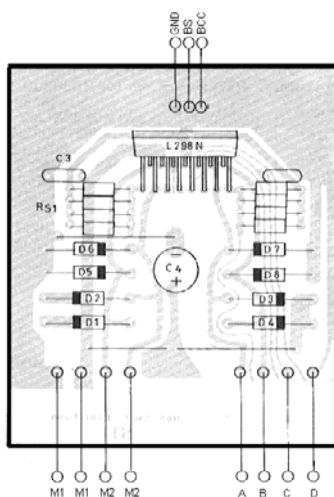 GND BS BCC
L298N
C3
RS1
D6 D7
D5 C4 D8
D2 D3
D1 D4
M1 M1 M2 M2 A B C D